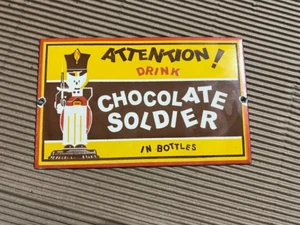 ATTENTION!
DRINK
CHOCOLATE
SOLDIER
IN BOTTLES